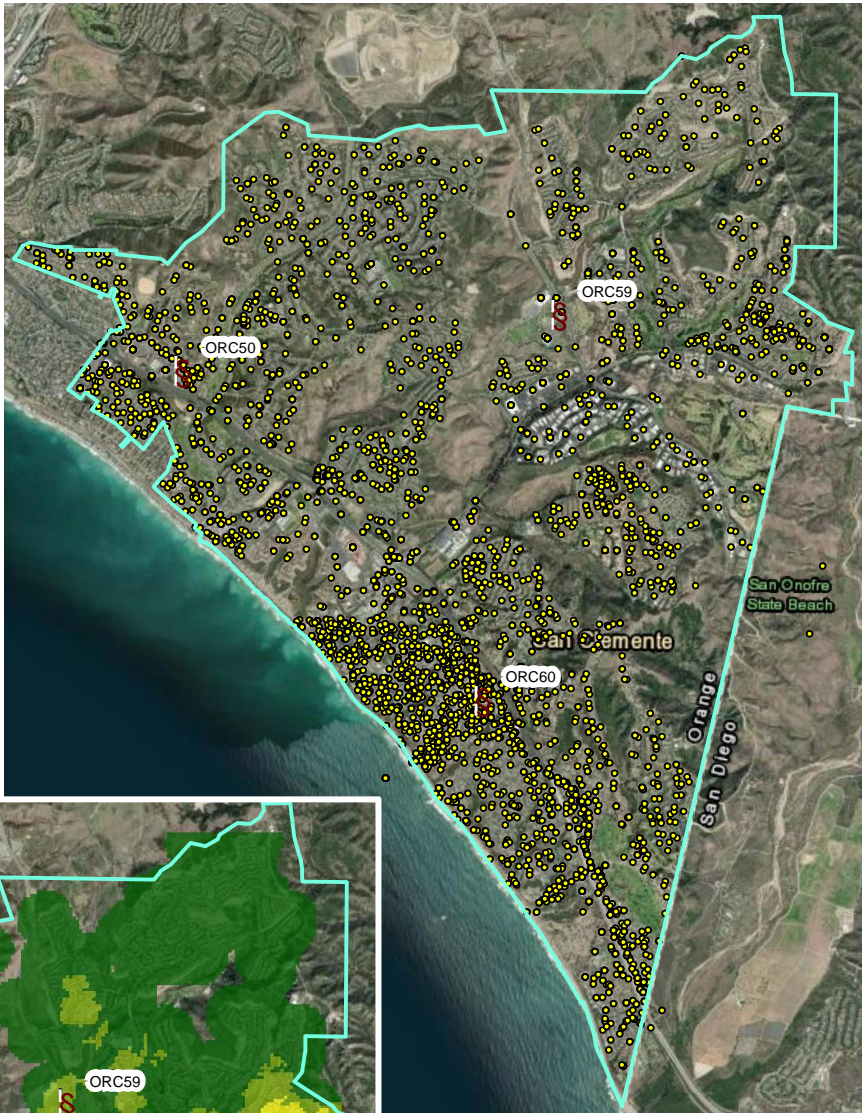 ORC59
ORC50
San Onofre
State Beach
San Clemente
ORC60
Orange
San Diego
ORC59